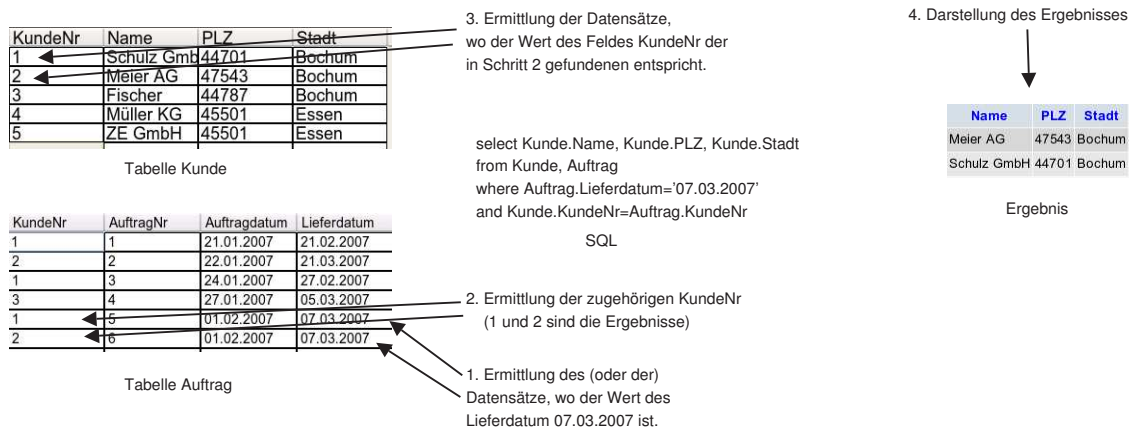 3. Ermittlung der Datensätze,
wo der Wert des Feldes KundeNr der
in Schritt 2 gefundenen entspricht.
4. Darstellung des Ergebnisses
KundeNr Name PLZ Stadt
1 Schulz Gmb 44701 Bochum
2 Meier AG 47543 Bochum
3 Fischer 44787 Bochum
4 Müller KG 45501 Essen
5 ZE GmbH 45501 Essen
Tabelle Kunde
select Kunde.Name, Kunde.PLZ, Kunde.Stadt
from Kunde, Auftrag
where Auftrag.Lieferdatum='07.03.2007'
and Kunde.KundeNr=Auftrag.KundeNr
SQL
Name PLZ Stadt
Meier AG 47543 Bochum
Schulz GmbH 44701 Bochum
Ergebnis
KundeNr AuftragNr Auftragdatum Lieferdatum
1 1 21.01.2007 21.02.2007
2 2 22.01.2007 21.03.2007
1 3 24.01.2007 27.02.2007
3 4 27.01.2007 05.03.2007
1 5 01.02.2007 07.03.2007
2 6 01.02.2007 07.03.2007
Tabelle Auftrag
2. Ermittlung der zugehörigen KundeNr
(1 und 2 sind die Ergebnisse)
1. Ermittlung des (oder der)
Datensätze, wo der Wert des
Lieferdatum 07.03.2007 ist.